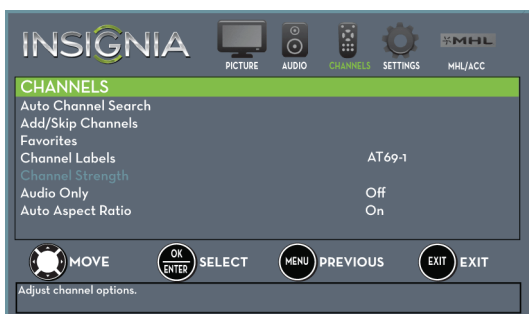 INSIGNIA
PICTURE AUDIO CHANNELS SETTINGS MHL MHL/ACC
CHANNELS
Auto Channel Search
Add/Skip Channels
Favorites
Channel Labels AT69-1
Channel Strength
Audio Only Off
Auto Aspect Ratio On
MOVE OK ENTER SELECT MENU PREVIOUS EXIT EXIT
Adjust channel options.